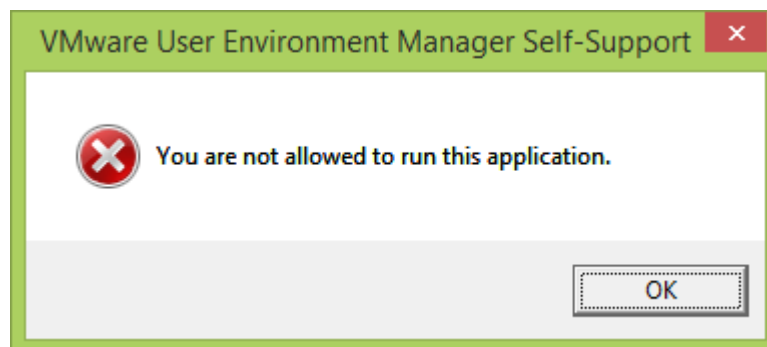 VMware User Environment Manager Self-Support
You are not allowed to run this application.
OK